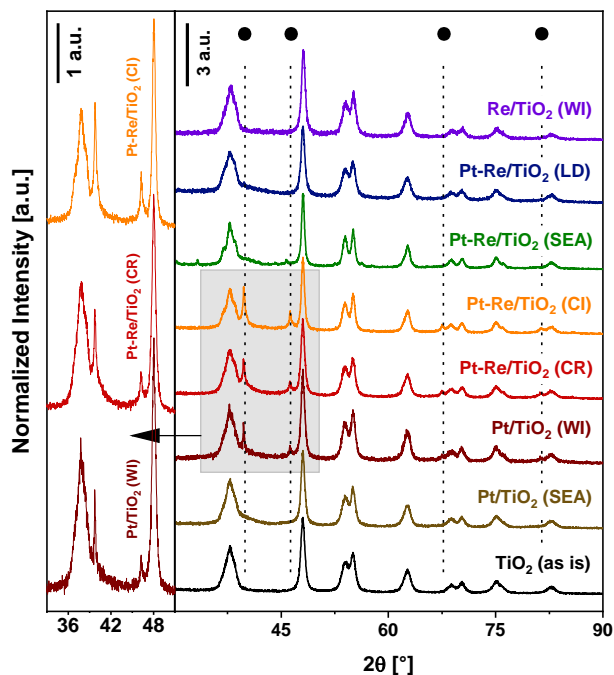 1 a.u.
3 a.u.
Normalized Intensity [a.u.]
Pt-Re/TiO₂ (CI)
Pt-Re/TiO₂ (CR)
Pt/TiO₂ (WI)
Re/TiO₂ (WI)
Pt-Re/TiO₂ (LD)
Pt-Re/TiO₂ (SEA)
Pt-Re/TiO₂ (CI)
Pt-Re/TiO₂ (CR)
Pt/TiO₂ (WI)
Pt/TiO₂ (SEA)
TiO₂ (as is)
36 42 48
45 60 75 90
2θ [°]